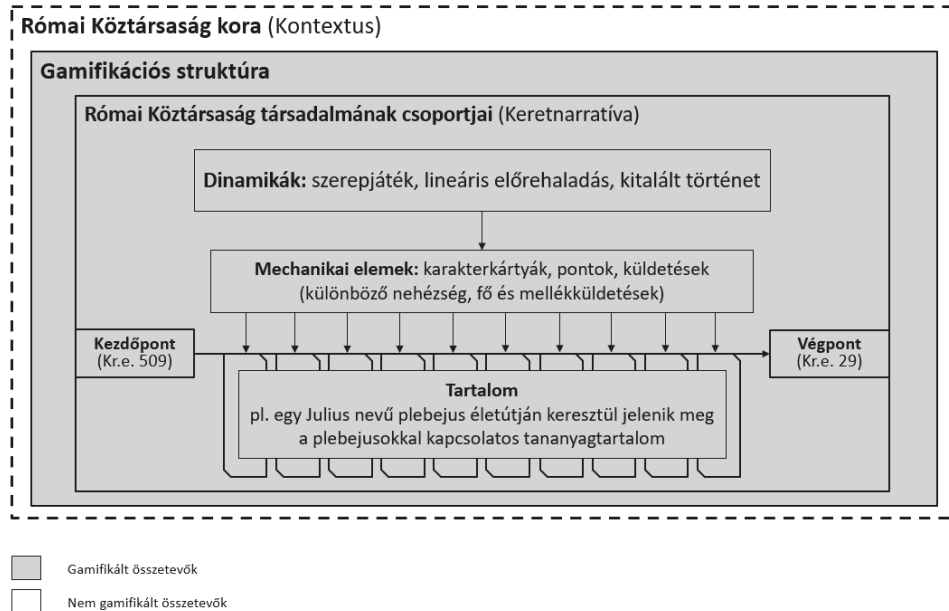 Római Köztársaság kora (Kontextus)
Gamifikációs struktúra
Római Köztársaság társadalmának csoportjai (Keretnarratíva)
Dinamikák: szerepjáték, lineáris előrehaladás, kitalált történet
Mechanikai elemek: karakterkártyák, pontok, küldetések
(különböző nehézség, fő és mellékküldetések)
Kezdőpont
(Kr.e. 509)
Végpont
(Kr.e. 29)
Tartalom
pl. egy Julius nevű plebejus életútján keresztül jelenik meg
a plebejusokkal kapcsolatos tananyagtartalom
Gamifikált összetevők
Nem gamifikált összetevők